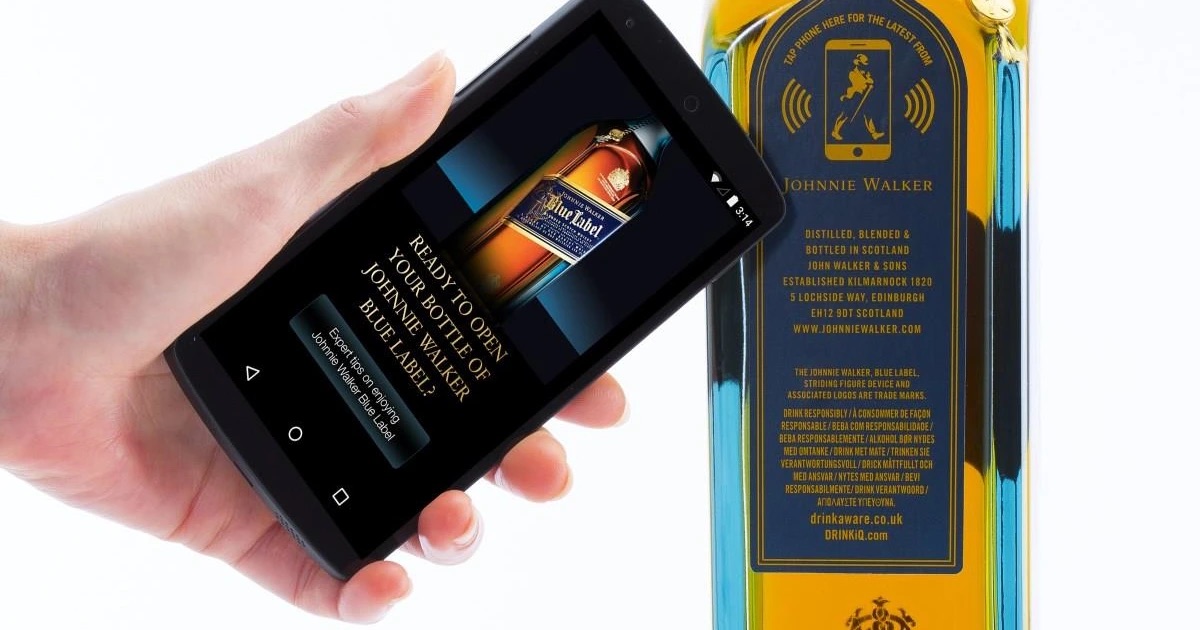 3:14
JOHNNIE WALKER
Blue Label
READY TO OPEN
YOUR BOTTLE OF
JOHNNIE WALKER
BLUE LABEL?
Expert tips on enjoying
Johnnie Walker Blue Label
TAP PHONE HERE FOR THE LATEST FROM
JOHNNIE WALKER
DISTILLED, BLENDED &
BOTTLED IN SCOTLAND
JOHN WALKER & SONS
ESTABLISHED KILMARNOCK 1820
5 LOCHSIDE WAY, EDINBURGH
EH12 9DT SCOTLAND
WWW.JOHNNIEWALKER.COM
THE JOHNNIE WALKER, BLUE LABEL,
STRIDING FIGURE DEVICE AND
ASSOCIATED LOGOS ARE TRADE MARKS.
DRINK RESPONSIBLY / À CONSOMMER DE FAÇON
RESPONSABLE / BEBA COM RESPONSABILIDADE /
BEBA RESPONSABLEMENTE / ALKOHOL BØR NYDES
MED OMTANKE / DRINK MET MATE / TRINKEN SIE
VERANTWORTUNGSVOLL / DRICK MÅTTFULLT OCH
MED ANSVAR / NYTES MED ANSVAR / BEVI
RESPONSABILMENTE / DRINK VERANTWOORD /
ΑΠΟΛΑΥΣΤΕ ΥΠΕΥΘΥΝΑ.
drinkaware.co.uk
DRINKiQ.com